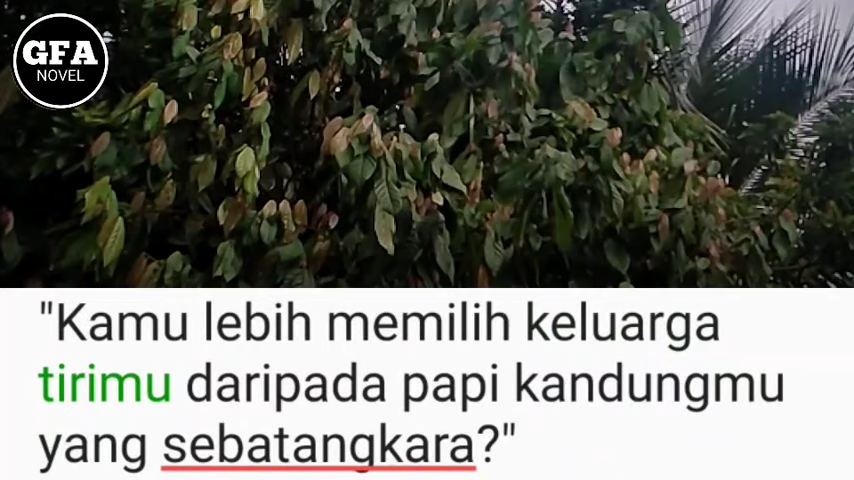 GFA
NOVEL
"Kamu lebih memilih keluarga
tirimu daripada papi kandungmu
yang sebatangkara?"